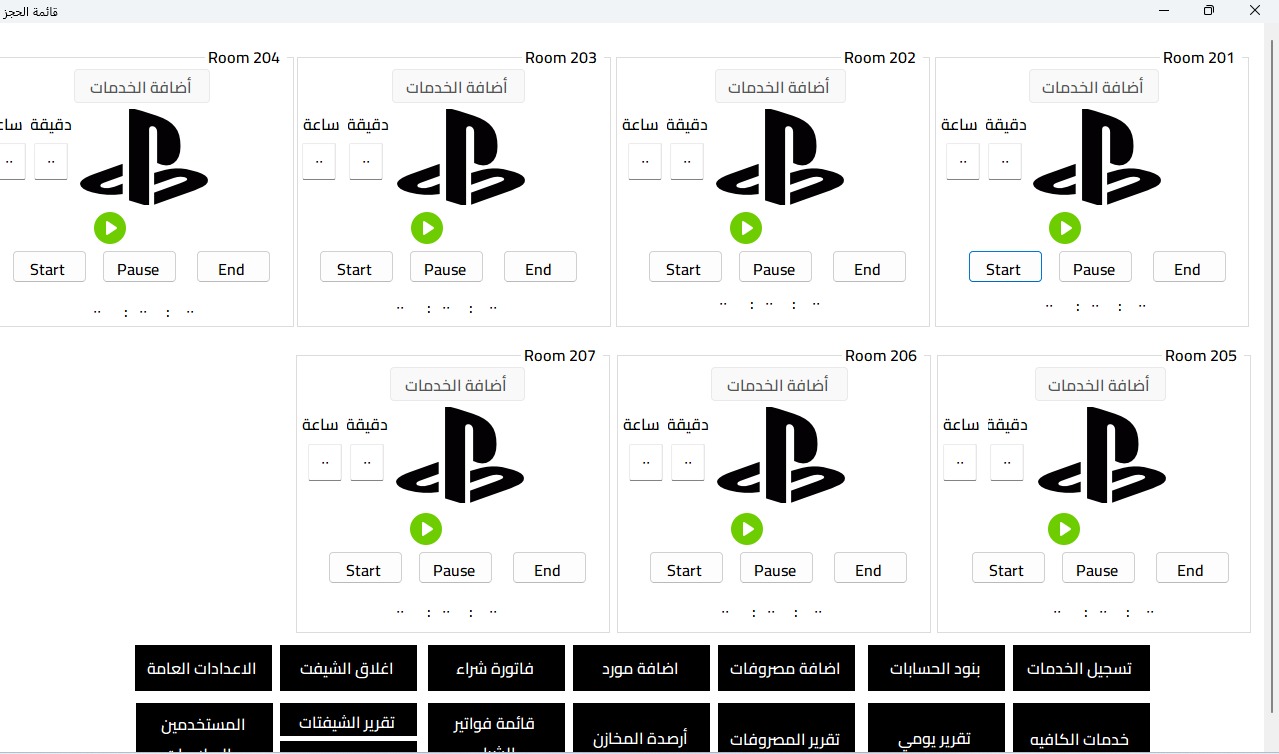 قائمة الحجز
Room 201
Room 202
Room 203
Room 204
أضافة الخدمات
أضافة الخدمات
أضافة الخدمات
أضافة الخدمات
دقيقة ساعة
دقيقة ساعة
دقيقة ساعة
دقيقة ساعة
.. ..
.. ..
.. ..
.. ..
Start Pause End
Start Pause End
Start Pause End
Start Pause End
.. : .. : ..
.. : .. : ..
.. : .. : ..
.. : .. : ..
Room 205
Room 206
Room 207
أضافة الخدمات
أضافة الخدمات
أضافة الخدمات
دقيقة ساعة
دقيقة ساعة
دقيقة ساعة
.. ..
.. ..
.. ..
Start Pause End
Start Pause End
Start Pause End
.. : .. : ..
.. : .. : ..
.. : .. : ..
تسجيل الخدمات
بنود الحسابات
اضافة مصروفات
اضافة مورد
فاتورة شراء
اغلاق الشيفت
الاعدادات العامة
خدمات الكافيه
تقرير يومي
تقرير المصروفات
أرصدة المخازن
قائمة فواتير
تقرير الشيفتات
المستخدمين